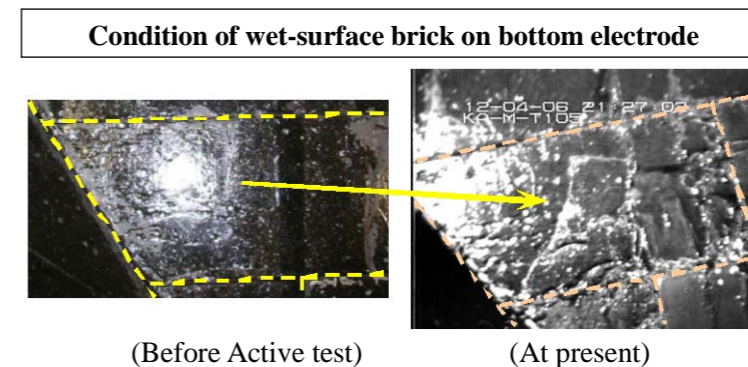 Condition of wet-surface brick on bottom electrode
12-04-06 21:27:03
KA-M-T105
(Before Active test)
(At present)